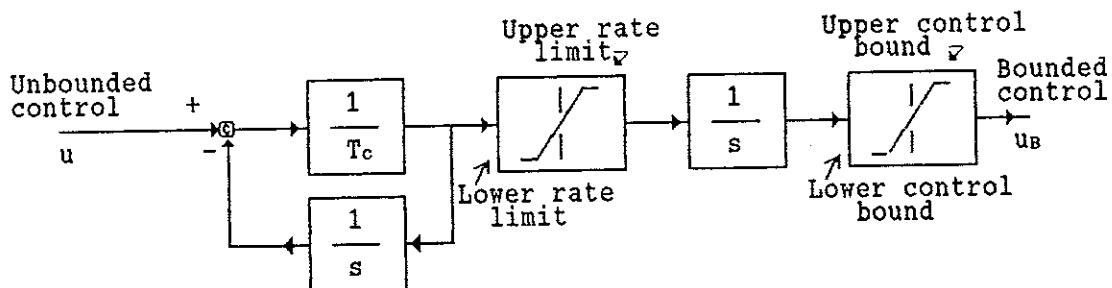 Upper rate
limit
Upper control
bound
Unbounded
control
+
u
−
C
1
Tc
1
s
Bounded
control
uB
Lower rate
limit
Lower control
bound
1
s